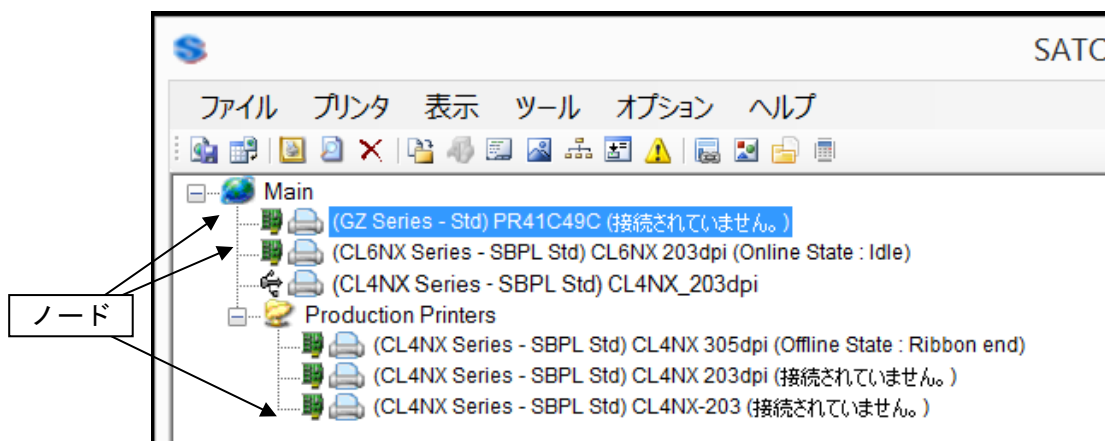 SATO
ファイル プリンタ 表示 ツール オプション ヘルプ
Main
(GZ Series - Std) PR41C49C (接続されていません。)
(CL6NX Series - SBPL Std) CL6NX 203dpi (Online State : Idle)
(CL4NX Series - SBPL Std) CL4NX_203dpi
ノード
Production Printers
(CL4NX Series - SBPL Std) CL4NX 305dpi (Offline State : Ribbon end)
(CL4NX Series - SBPL Std) CL4NX 203dpi (接続されていません。)
(CL4NX Series - SBPL Std) CL4NX-203 (接続されていません。)